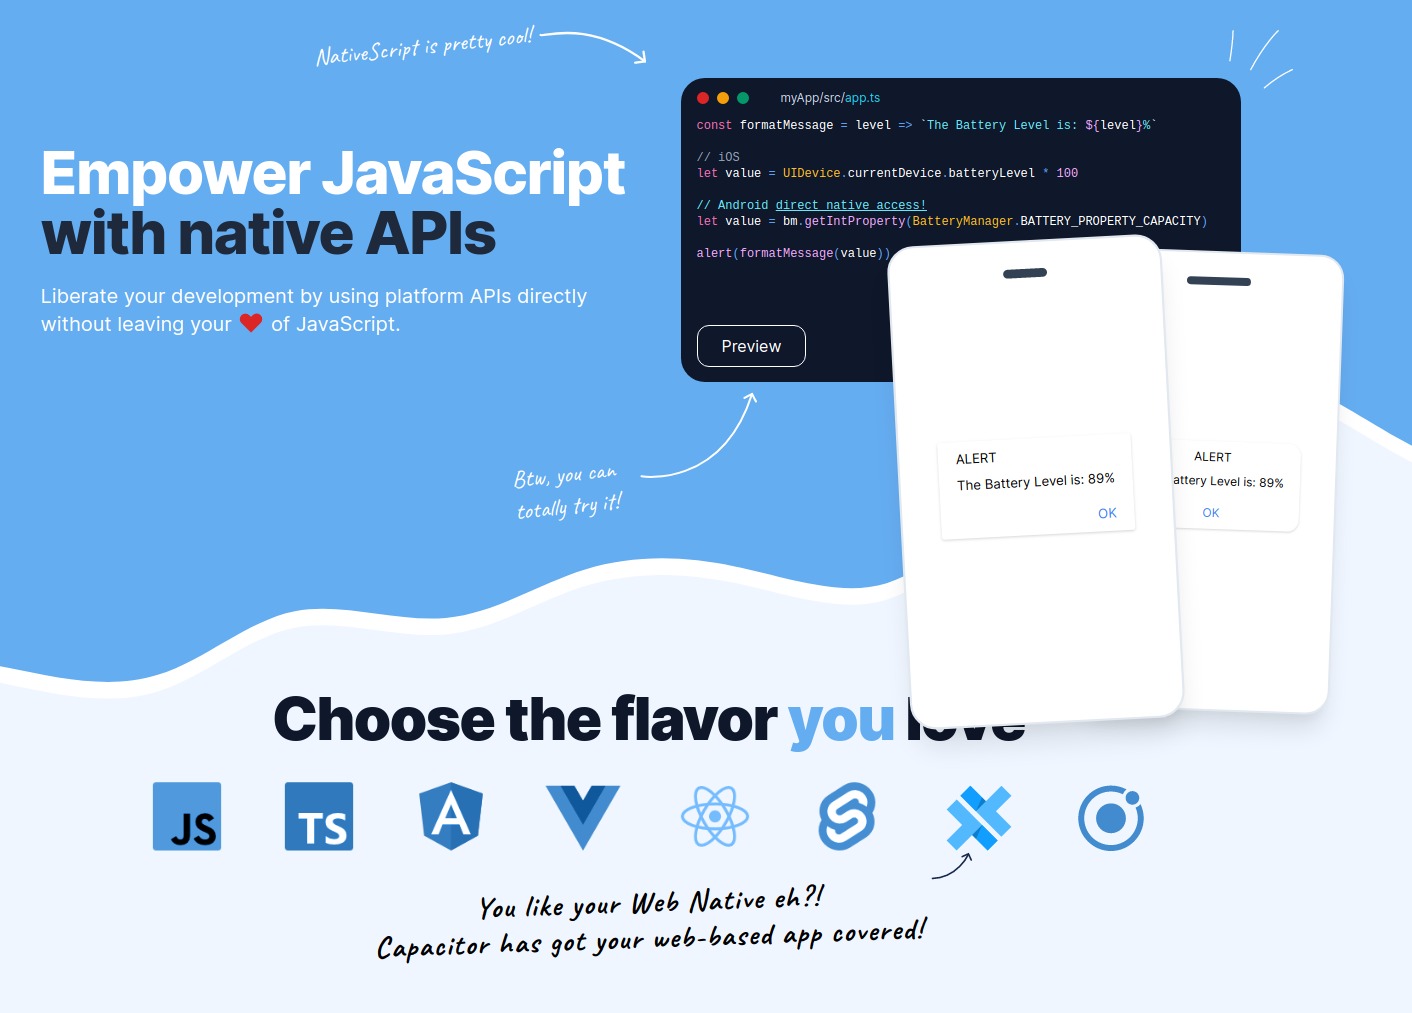 NativeScript is pretty cool!
Empower JavaScript
with native APIs
Liberate your development by using platform APIs directly
without leaving your ❤ of JavaScript.
myApp/src/app.ts
const formatMessage = level => `The Battery Level is: ${level}%`
// iOS
let value = UIDevice.currentDevice.batteryLevel * 100
// Android direct native access!
let value = bm.getIntProperty(BatteryManager.BATTERY_PROPERTY_CAPACITY)
alert(formatMessage(value))
Preview
Btw, you can
totally try it!
ALERT
The Battery Level is: 89%
OK
ALERT
attery Level is: 89%
OK
Choose the flavor you love
JS
TS
A
You like your Web Native eh?!
Capacitor has got your web-based app covered!